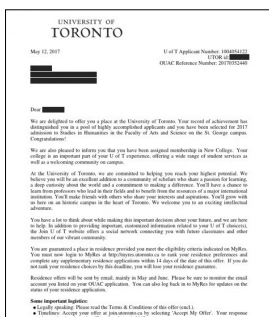 UNIVERSITY OF
TORONTO
May 12, 2017
U of T Applicant Number: 1004054122
UTOR id:
OUAC Reference Number: 20170352440
Dear
We are delighted to offer you a place at the University of Toronto. Your record of achievement has
distinguished you in a pool of highly accomplished applicants and you have been selected for 2017
admission to Studies in Humanities in the Faculty of Arts and Science on the St. George campus.
Congratulations!
We are also pleased to inform you that you have been assigned membership in New College. Your
college is an important part of your U of T experience, offering a wide range of student services as
well as a welcoming community on campus.
At the University of Toronto, we are committed to helping you reach your highest potential. We
believe you will be an excellent addition to a community of scholars who share a passion for learning,
a deep curiosity about the world and a commitment to making a difference. You'll have a chance to
learn from professors who lead in their fields and to benefit from the resources of a major international
institution. You'll make friends with others who share your interests and aspirations. You'll grow with
us here on an historic campus in the heart of Toronto. We welcome you to an exciting intellectual
adventure.
You have a lot to think about while making this important decision about your future, and we are here
to help. In addition to providing important, customized information related to your U of T choice(s),
the Join U of T website offers a social network connecting you with future classmates and other
members of our vibrant community.
You are guaranteed a place in residence provided you meet the eligibility criteria indicated on MyRes.
You must now login to MyRes at to rank your residence preferences and
complete any supplementary residence applications within 14 days of the date of this offer. If you do
not rank your residence choices by this deadline, you will lose your residence guarantee.
Residence offers will be sent by email, mainly in May and June. Please be sure to monitor the email
account you listed on your OUAC application. You can also log back in to MyRes for updates on the
status of your residence application.
Some important logistics:
● Legally speaking: Please read the Terms & Conditions of this offer (encl.).
● Timelines: Accept your offer at join.utoronto.ca by selecting 'Accept My Offer'. Your response